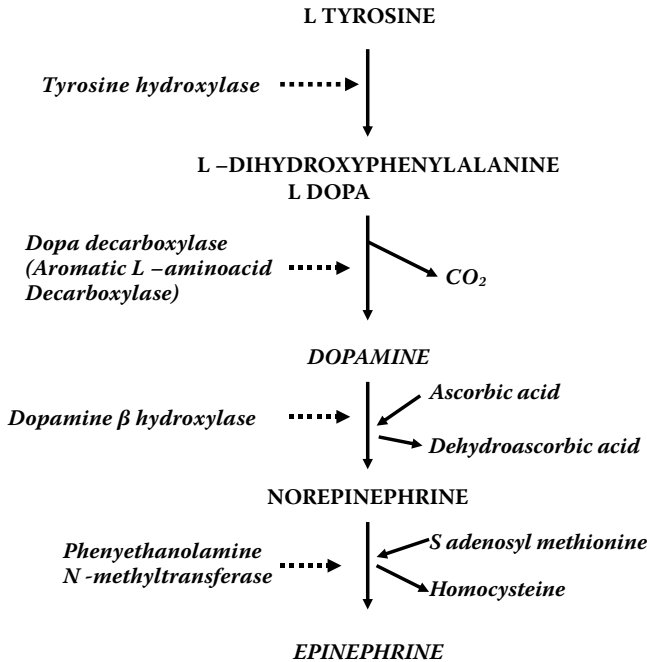 L TYROSINE
Tyrosine hydroxylase
L –DIHYDROXYPHENYLALANINE
L DOPA
Dopa decarboxylase
(Aromatic L –aminoacid
Decarboxylase)
CO₂
DOPAMINE
Ascorbic acid
Dopamine β hydroxylase
Dehydroascorbic acid
NOREPINEPHRINE
S adenosyl methionine
Phenyethanolamine
N -methyltransferase
Homocysteine
EPINEPHRINE